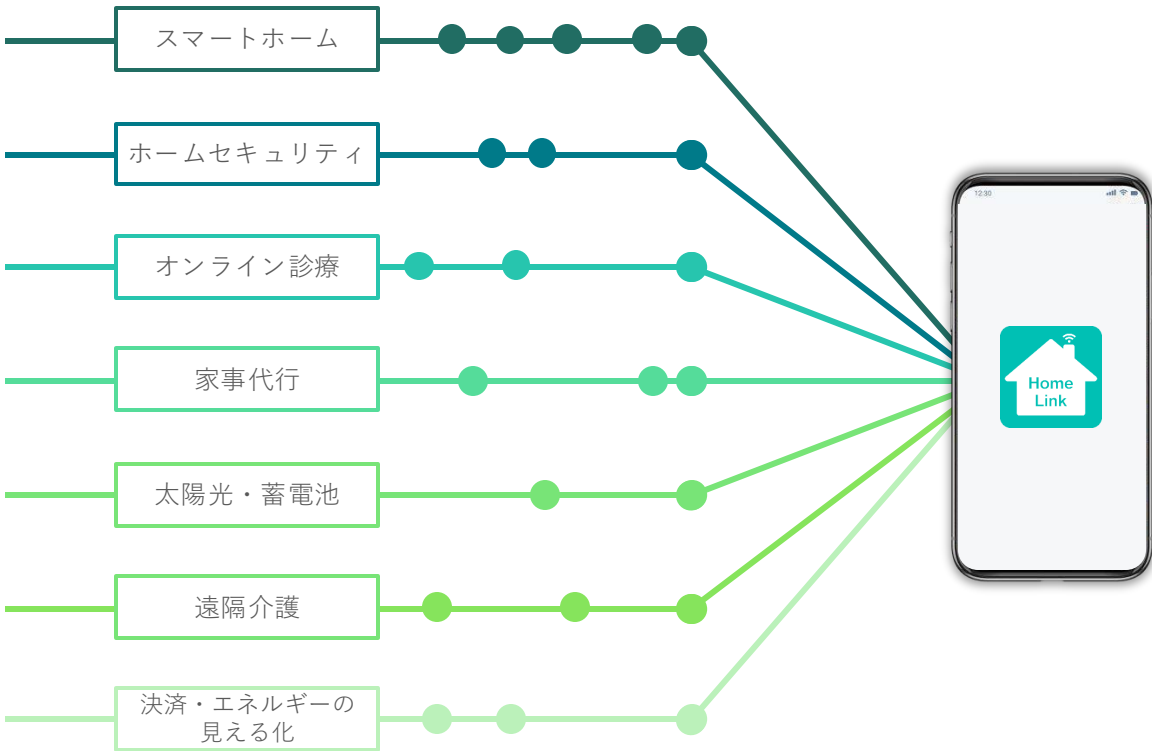 スマートホーム
ホームセキュリティ
オンライン診療
家事代行
太陽光・蓄電池
遠隔介護
決済・エネルギーの
見える化
12:30
Home
Link